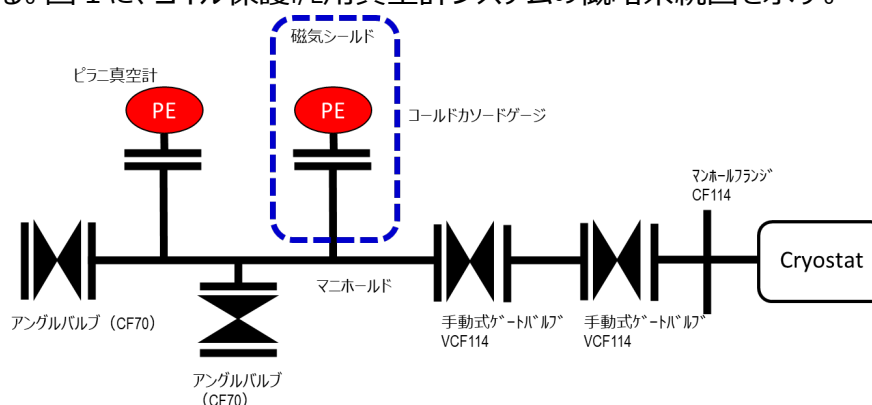 る。図1に、コイル保護I/L用真空計システムの概略系統図を示す。
磁気シールド
ピラニ真空計
PE
PE
コールドカソードゲージ
ﾏﾝﾎｰﾙﾌﾗﾝｼﾞ
CF114
Cryostat
マニホールド
アングルバルブ（CF70）
手動式ｹﾞｰﾄﾊﾞﾙﾌﾞ
VCF114
手動式ｹﾞｰﾄﾊﾞﾙﾌﾞ
VCF114
アングルバルブ
（CF70）